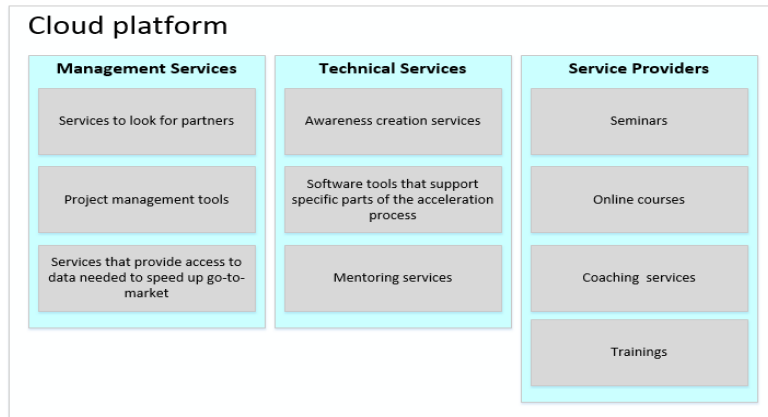 Cloud platform
Management Services
Services to look for partners
Project management tools
Services that provide access to
data needed to speed up go-to-
market
Technical Services
Awareness creation services
Software tools that support
specific parts of the acceleration
process
Mentoring services
Service Providers
Seminars
Online courses
Coaching services
Trainings